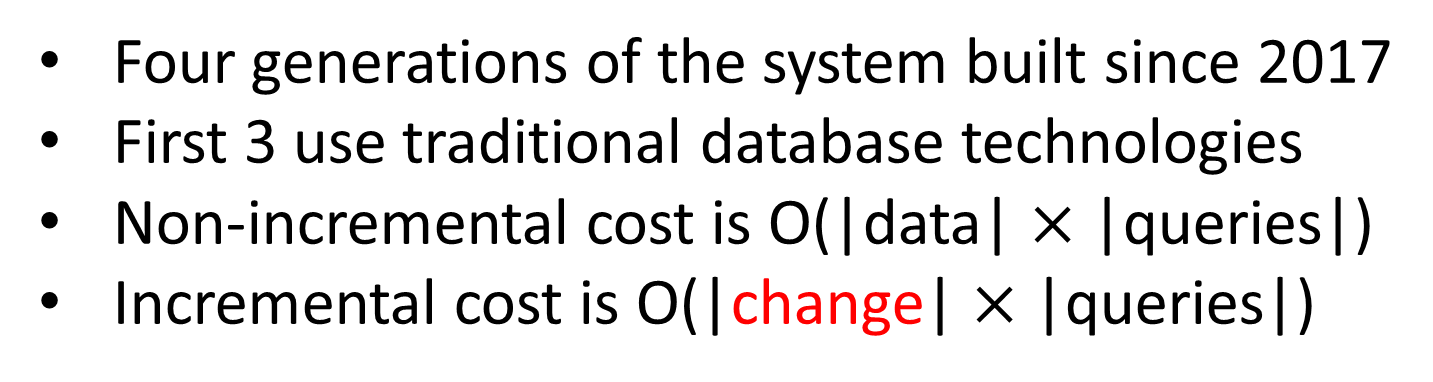 • Four generations of the system built since 2017
• First 3 use traditional database technologies
• Non-incremental cost is O(|data| × |queries|)
• Incremental cost is O(|change| × |queries|)